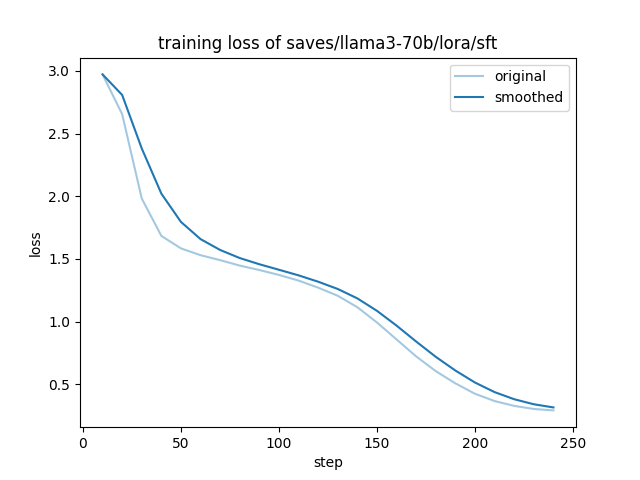 training loss of saves/llama3-70b/lora/sft
original
smoothed
3.0
2.5
2.0
1.5
1.0
0.5
loss
0 50 100 150 200 250
step